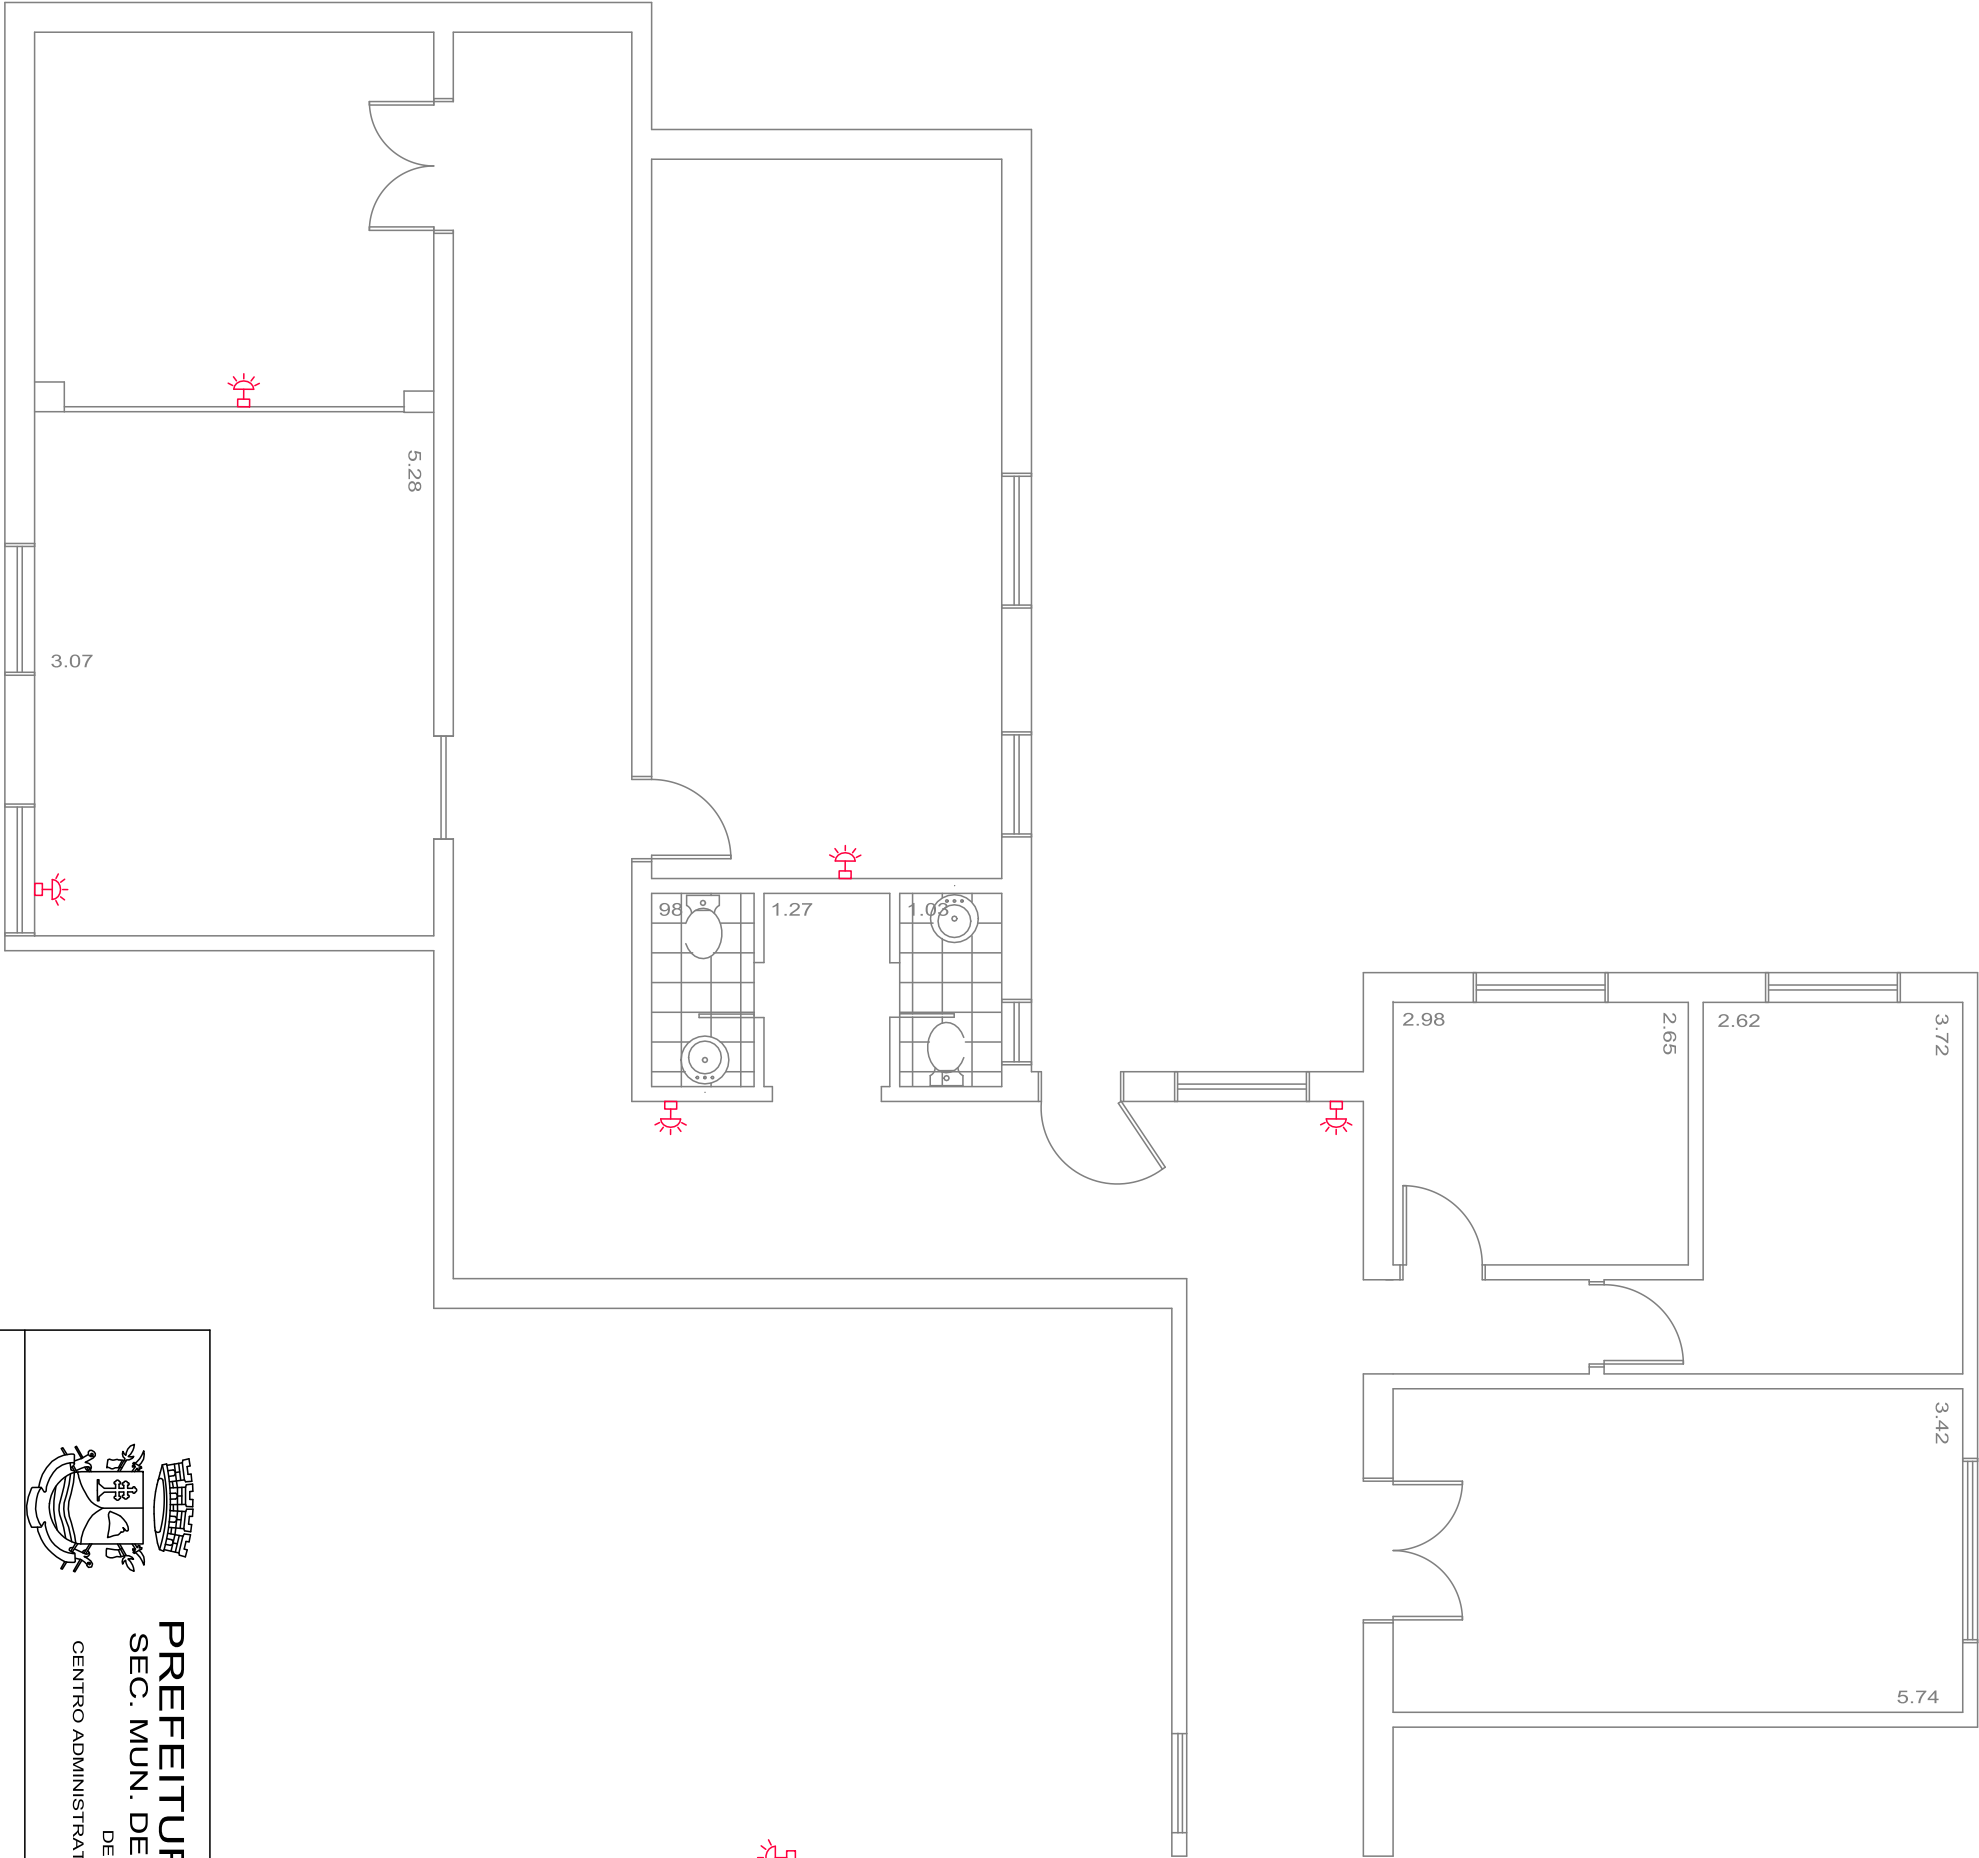 5.28
3.07
98
1.27
1.03
2.98
2.65
2.62
3.72
3.42
5.74
PREFEITUR
SEC. MUN. DE
DE
CENTRO ADMINISTRAT